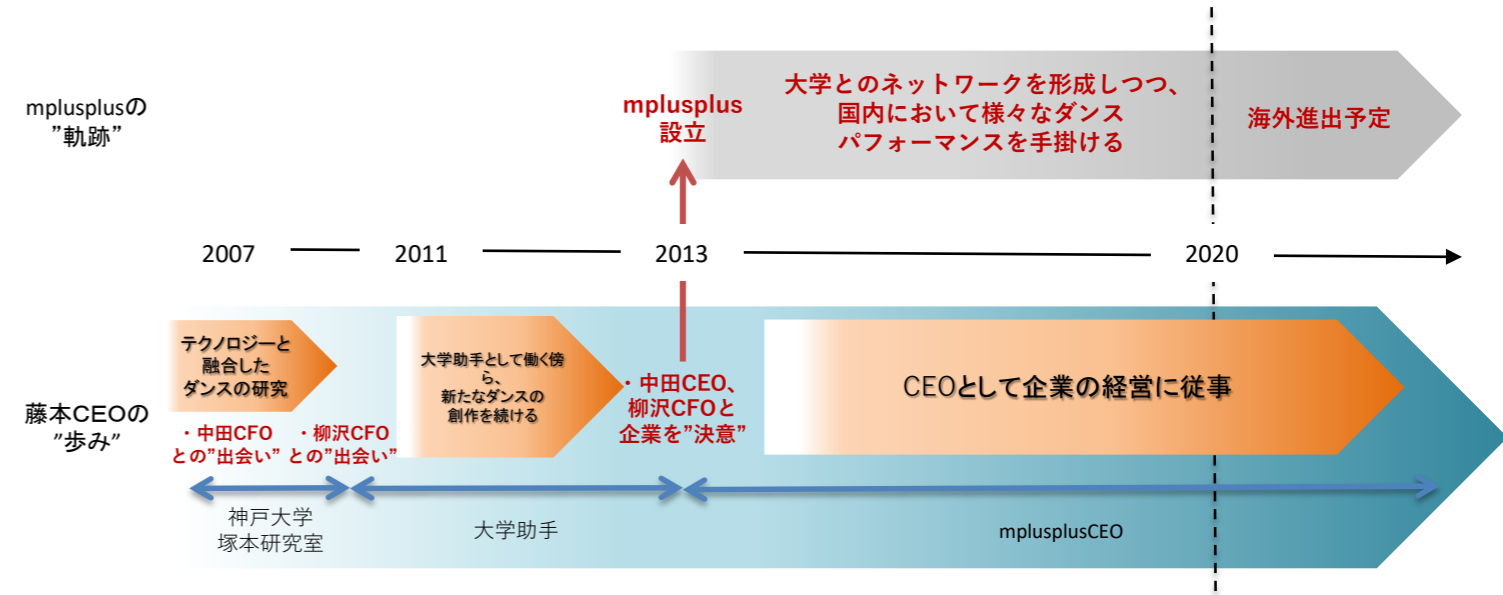 mplusplusの
”軌跡”
mplusplus
設立
大学とのネットワークを形成しつつ、
国内において様々なダンス
パフォーマンスを手掛ける
海外進出予定
2007
2011
2013
2020
藤本CEOの
”歩み”
テクノロジーと
融合した
ダンスの研究
・中田CFO
との”出会い”
・柳沢CFO
との”出会い”
大学助手として働く傍
ら、
新たなダンスの
創作を続ける
・中田CEO、
柳沢CFOと
企業を”決意”
CEOとして企業の経営に従事
神戸大学
塚本研究室
大学助手
mplusplusCEO